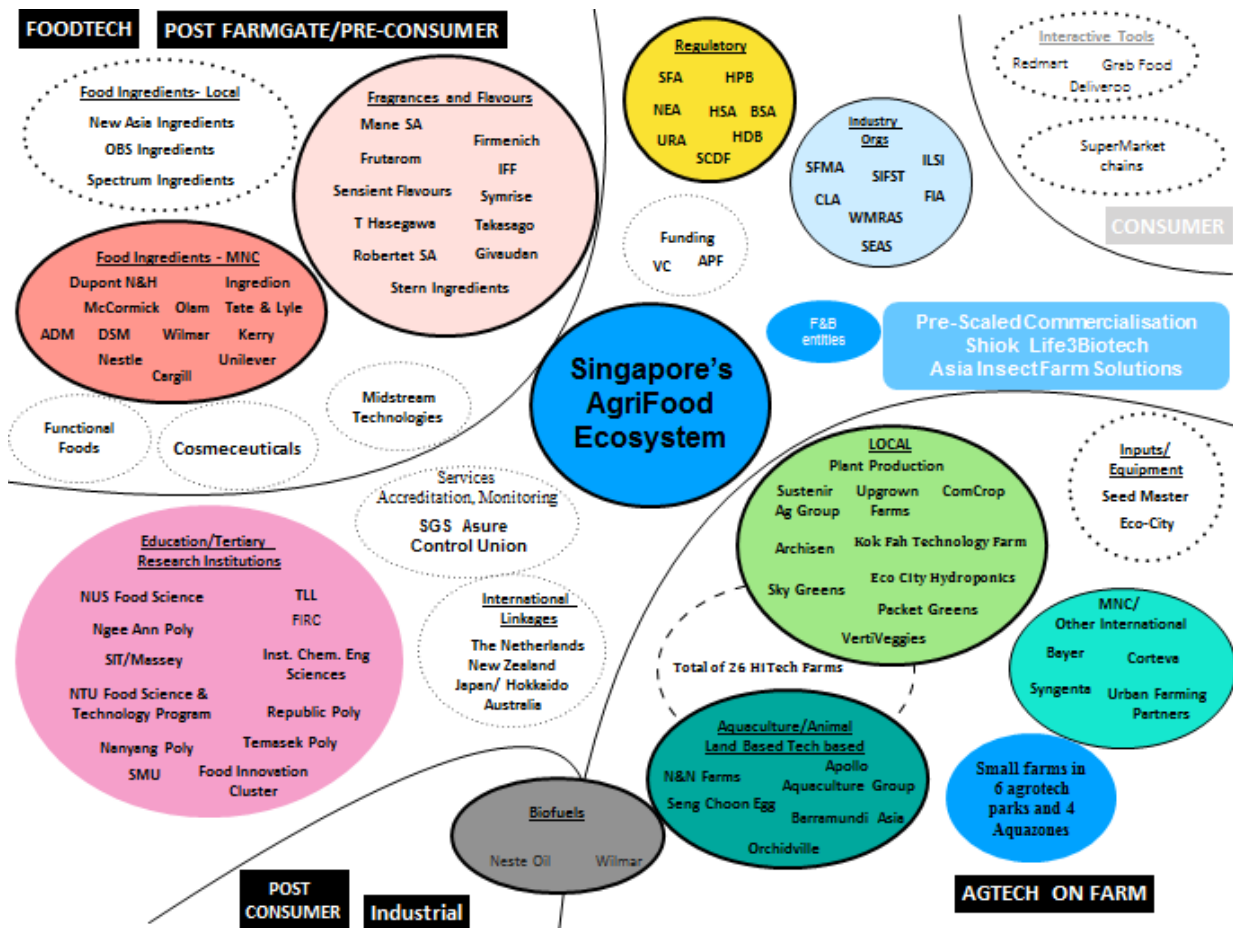 FOODTECH
POST FARMGATE/PRE-CONSUMER
Food Ingredients- Local
New Asia Ingredients
OBS Ingredients
Spectrum Ingredients
Fragrances and Flavours
Mane SA
Firmenich
Frutarom
IFF
Sensient Flavours
Symrise
T Hasegawa
Takasago
Robertet SA
Givaudan
Stern Ingredients
Regulatory
SFA HPB
NEA HSA BSA
URA HDB
SCDF
Industry
Orgs
SFMA ILSI
SIFST
CLA FIA
WMRAS
SEAS
Interactive Tools
Redmart Grab Food
Deliveroo
SuperMarket
chains
CONSUMER
Funding
VC APF
Food Ingredients - MNC
Dupont N&H Ingredion
McCormick Olam Tate & Lyle
ADM DSM Wilmar Kerry
Nestle Unilever
Cargill
Functional
Foods
Cosmeceuticals
Midstream
Technologies
Singapore's
AgriFood
Ecosystem
F&B
entities
Pre-Scaled Commercialisation
Shiok Life3Biotech
Asia InsectFarm Solutions
Services
Accreditation, Monitoring
SGS Asure
Control Union
LOCAL
Plant Production
Sustenir
Ag Group
Upgrown
Farms
ComCrop
Archisen
Kok Fah Technology Farm
Sky Greens
Eco City Hydroponics
Packet Greens
VertiVeggies
Inputs/
Equipment
Seed Master
Eco-City
Education/Tertiary
Research Institutions
NUS Food Science
TLL
Ngee Ann Poly
FIRC
SIT/Massey
Inst. Chem. Eng
Sciences
NTU Food Science &
Technology Program
Republic Poly
Nanyang Poly
Temasek Poly
SMU
Food Innovation
Cluster
International
Linkages
The Netherlands
New Zealand
Japan/ Hokkaido
Australia
Total of 26 HiTech Farms
MNC/
Other International
Bayer Corteva
Syngenta
Urban Farming
Partners
Aquaculture/Animal
Land Based Tech based
N&N Farms
Apollo
Aquaculture Group
Seng Choon Egg
Barramundi Asia
Orchidville
Small farms in
6 agrotech
parks and 4
Aquazones
Biofuels
Neste Oil Wilmar
POST
CONSUMER
Industrial
AGTECH ON FARM